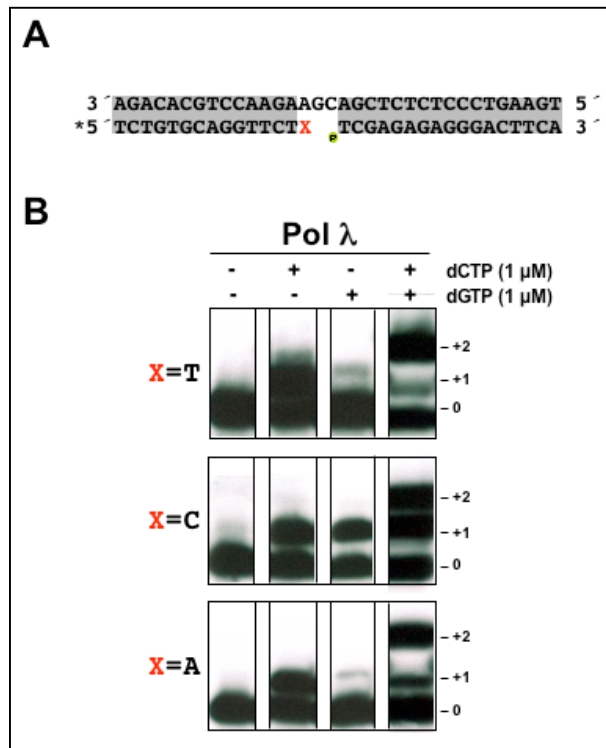 A
3´AGACACGTCCAAGAAGCAGCTCTCTCCCTGAAGT 5´
*5´TCTGTGCAGGTTCTX P TCGAGAGAGGGACTTCA 3´
B
Pol λ
- + - + dCTP (1 µM)
- - + + dGTP (1 µM)
X=T
- +2
- +1
- 0
X=C
- +2
- +1
- 0
X=A
- +2
- +1
- 0